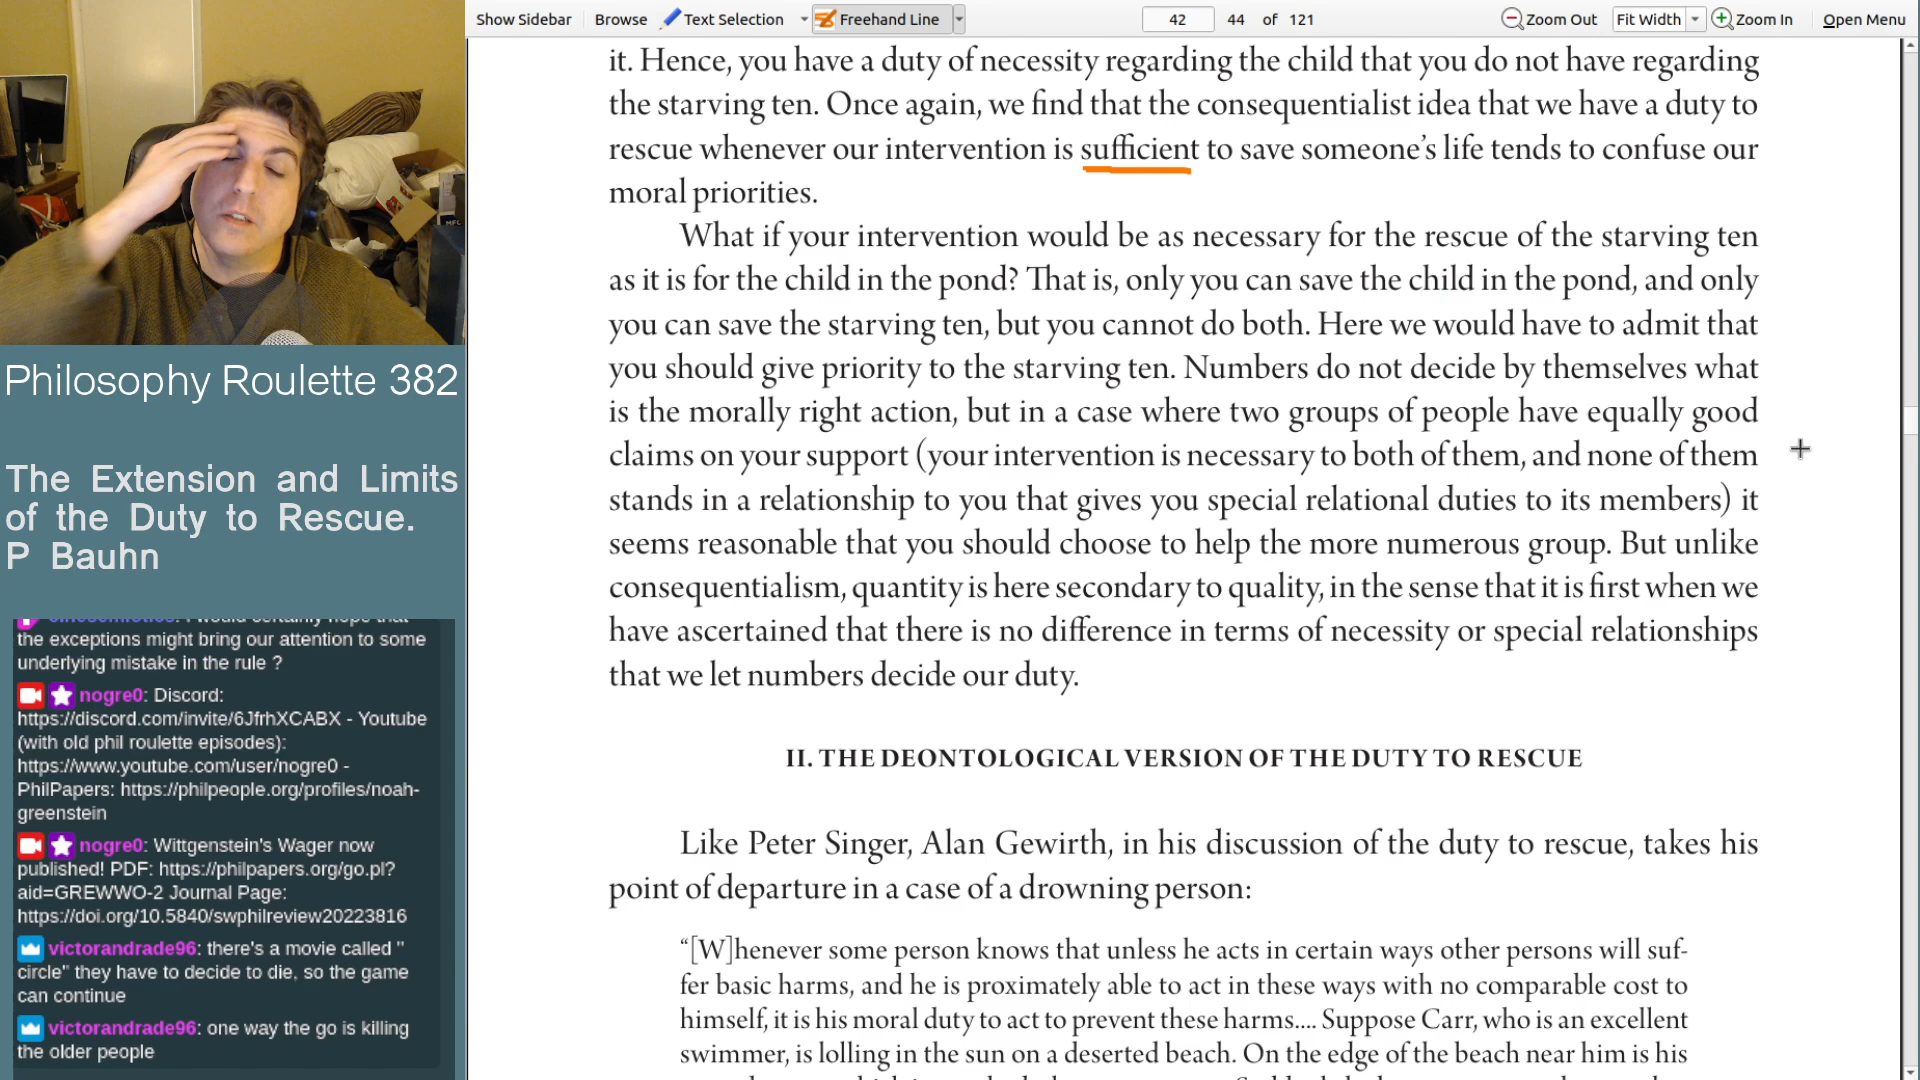 Show Sidebar Browse Text Selection Freehand Line 42 44 of 121 Zoom Out Fit Width Zoom In Open Menu
it. Hence, you have a duty of necessity regarding the child that you do not have regarding
the starving ten. Once again, we find that the consequentialist idea that we have a duty to
rescue whenever our intervention is sufficient to save someone’s life tends to confuse our
moral priorities.
What if your intervention would be as necessary for the rescue of the starving ten
as it is for the child in the pond? That is, only you can save the child in the pond, and only
you can save the starving ten, but you cannot do both. Here we would have to admit that
you should give priority to the starving ten. Numbers do not decide by themselves what
is the morally right action, but in a case where two groups of people have equally good
claims on your support (your intervention is necessary to both of them, and none of them
stands in a relationship to you that gives you special relational duties to its members) it
seems reasonable that you should choose to help the more numerous group. But unlike
consequentialism, quantity is here secondary to quality, in the sense that it is first when we
have ascertained that there is no difference in terms of necessity or special relationships
that we let numbers decide our duty.
II. THE DEONTOLOGICAL VERSION OF THE DUTY TO RESCUE
Like Peter Singer, Alan Gewirth, in his discussion of the duty to rescue, takes his
point of departure in a case of a drowning person:
“[W]henever some person knows that unless he acts in certain ways other persons will suf-
fer basic harms, and he is proximately able to act in these ways with no comparable cost to
himself, it is his moral duty to act to prevent these harms.... Suppose Carr, who is an excellent
swimmer, is lolling in the sun on a deserted beach. On the edge of the beach near him is his
Philosophy Roulette 382
The Extension and Limits
of the Duty to Rescue.
P Bauhn
the exceptions might bring our attention to some
underlying mistake in the rule ?
nogre0: Discord:
https://discord.com/invite/6JfrhXCABX - Youtube
(with old phil roulette episodes):
https://www.youtube.com/user/nogre0 -
PhilPapers: https://philpeople.org/profiles/noah-
greenstein
nogre0: Wittgenstein's Wager now
published! PDF: https://philpapers.org/go.pl?
aid=GREWWO-2 Journal Page:
https://doi.org/10.5840/swphilreview20223816
victorandrade96: there's a movie called "
circle" they have to decide to die, so the game
can continue
victorandrade96: one way the go is killing
the older people